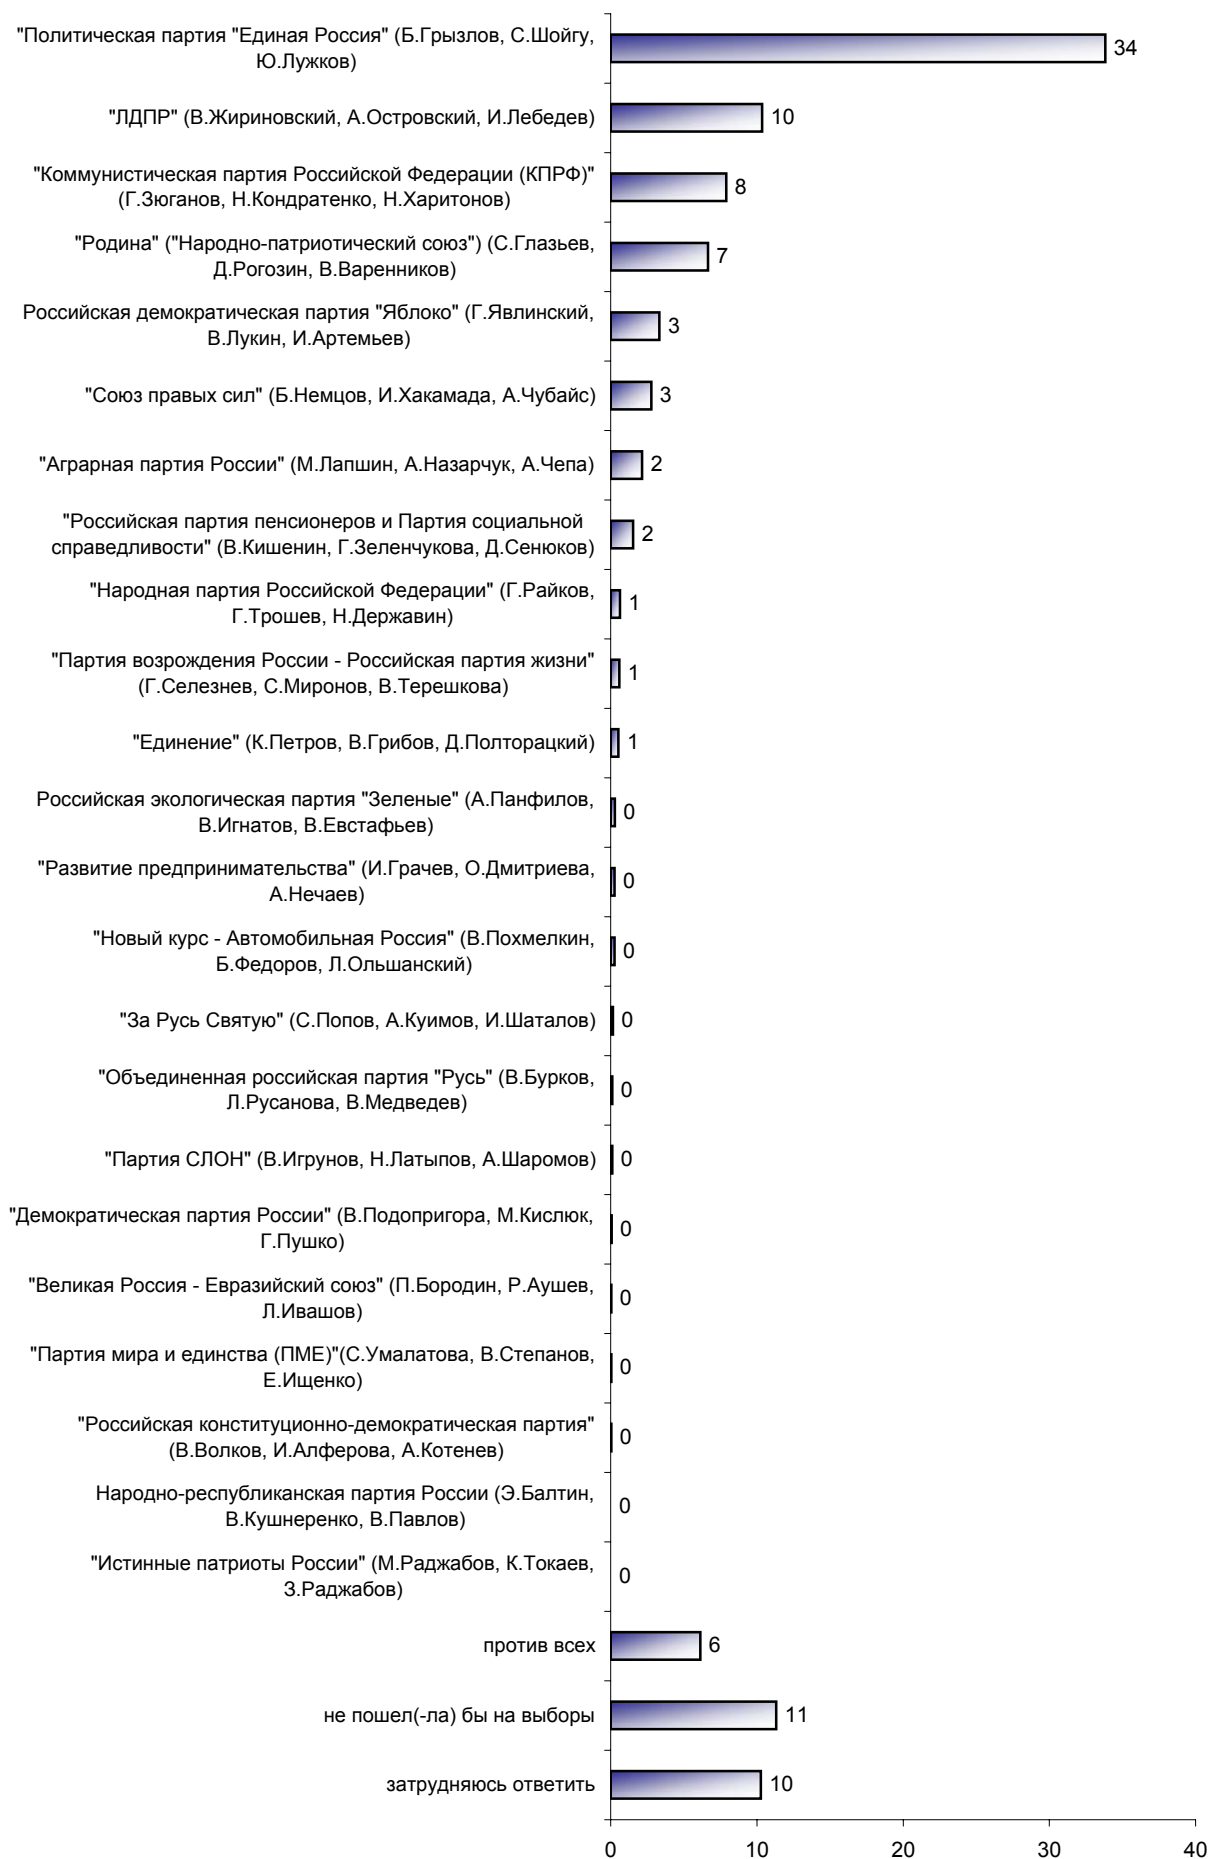 "Политическая партия "Единая Россия" (Б.Грызлов, С.Шойгу,
Ю.Лужков)
34
"ЛДПР" (В.Жириновский, А.Островский, И.Лебедев)
10
"Коммунистическая партия Российской Федерации (КПРФ)"
(Г.Зюганов, Н.Кондратенко, Н.Харитонов)
8
"Родина" ("Народно-патриотический союз") (С.Глазьев,
Д.Рогозин, В.Варенников)
7
Российская демократическая партия "Яблоко" (Г.Явлинский,
В.Лукин, И.Артемьев)
3
"Союз правых сил" (Б.Немцов, И.Хакамада, А.Чубайс)
3
"Аграрная партия России" (М.Лапшин, А.Назарчук, А.Чепа)
2
"Российская партия пенсионеров и Партия социальной
справедливости" (В.Кишенин, Г.Зеленчукова, Д.Сенюков)
2
"Народная партия Российской Федерации" (Г.Райков,
Г.Трошев, Н.Державин)
1
"Партия возрождения России - Российская партия жизни"
(Г.Селезнев, С.Миронов, В.Терешкова)
1
"Единение" (К.Петров, В.Грибов, Д.Полторацкий)
1
Российская экологическая партия "Зеленые" (А.Панфилов,
В.Игнатов, В.Евстафьев)
0
"Развитие предпринимательства" (И.Грачев, О.Дмитриева,
А.Нечаев)
0
"Новый курс - Автомобильная Россия" (В.Похмелкин,
Б.Федоров, Л.Ольшанский)
0
"За Русь Святую" (С.Попов, А.Куимов, И.Шаталов)
0
"Объединенная российская партия "Русь" (В.Бурков,
Л.Русанова, В.Медведев)
0
"Партия СЛОН" (В.Игрунов, Н.Латыпов, А.Шаромов)
0
"Демократическая партия России" (В.Подопригора, М.Кислюк,
Г.Пушко)
0
"Великая Россия - Евразийский союз" (П.Бородин, Р.Аушев,
Л.Ивашов)
0
"Партия мира и единства (ПМЕ)"(С.Умалатова, В.Степанов,
Е.Ищенко)
0
"Российская конституционно-демократическая партия"
(В.Волков, И.Алферова, А.Котенев)
0
Народно-республиканская партия России (Э.Балтин,
В.Кушнеренко, В.Павлов)
0
"Истинные патриоты России" (М.Раджабов, К.Токаев,
З.Раджабов)
0
против всех
6
не пошел(-ла) бы на выборы
11
затрудняюсь ответить
10
0 10 20 30 40